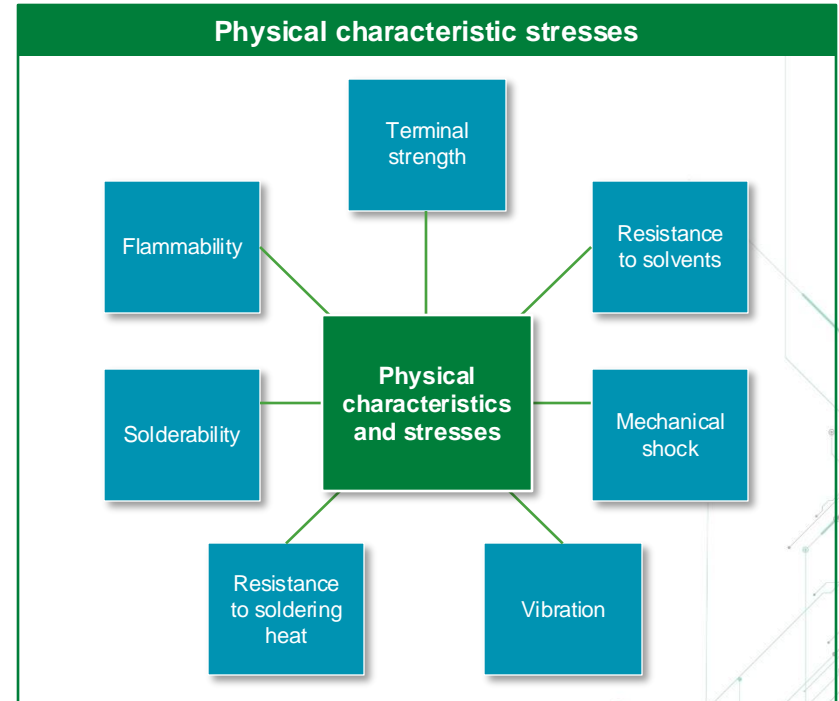 Physical characteristic stresses
Terminal
strength
Flammability
Resistance
to solvents
Physical
characteristics
and stresses
Solderability
Mechanical
shock
Resistance
to soldering
heat
Vibration